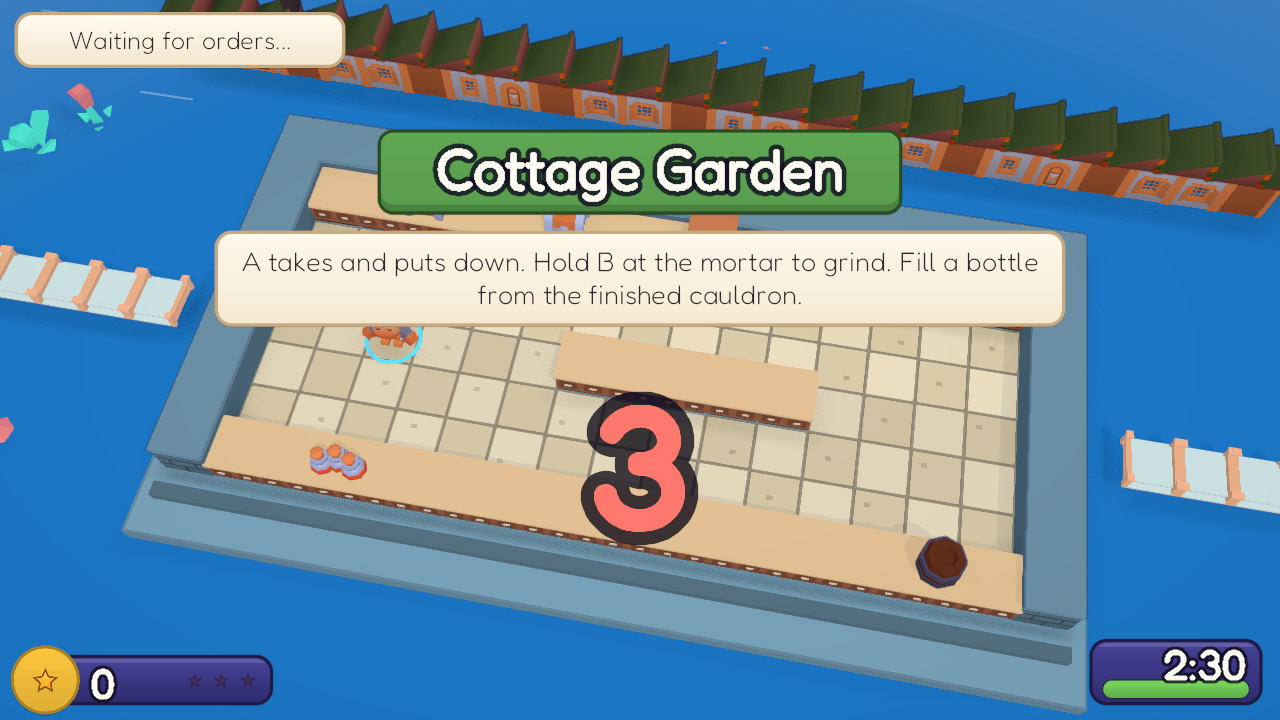 Waiting for orders...
Cottage Garden
A takes and puts down. Hold B at the mortar to grind. Fill a bottle
from the finished cauldron.
3
0
2:30